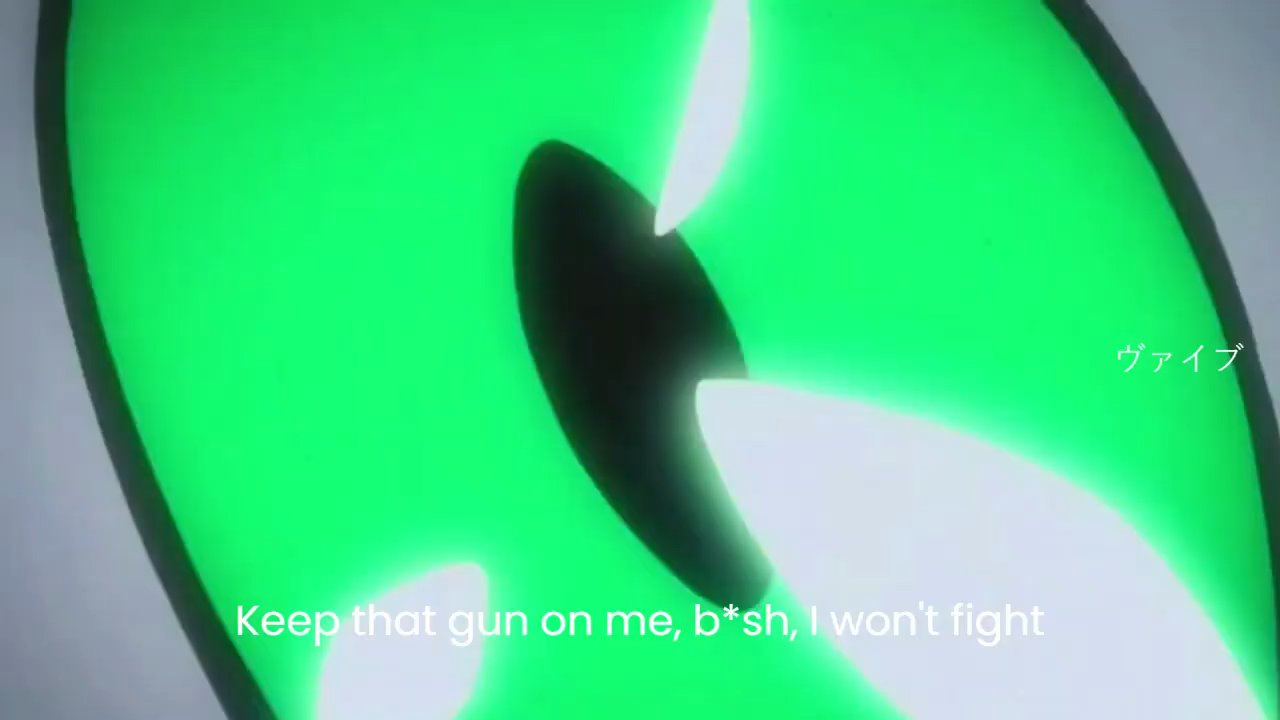 ヴァイブ
Keep that gun on me, b*sh, I won't fight